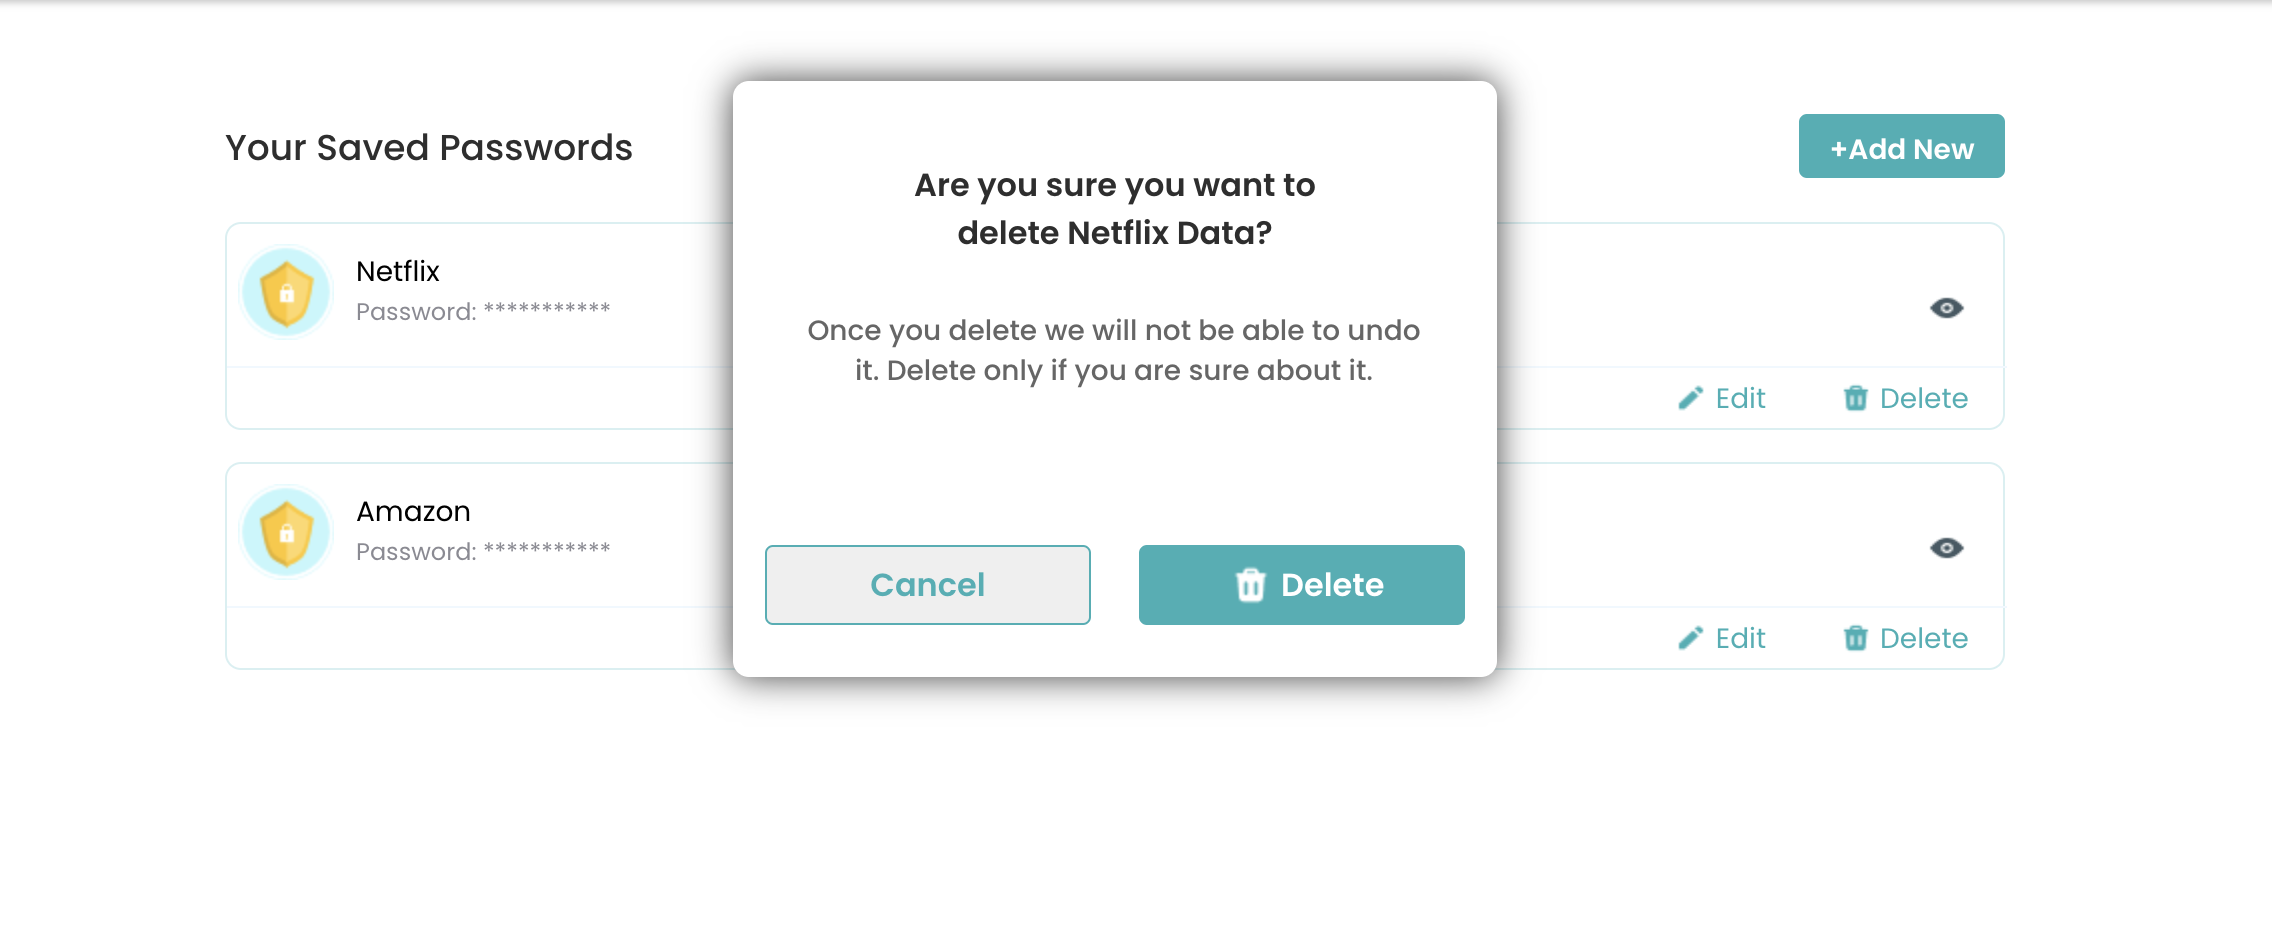 Your Saved Passwords
+Add New
Netflix
Password: ***********
Edit
Delete
Amazon
Password: ***********
Edit
Delete
Are you sure you want to
delete Netflix Data?
Once you delete we will not be able to undo
it. Delete only if you are sure about it.
Cancel
Delete